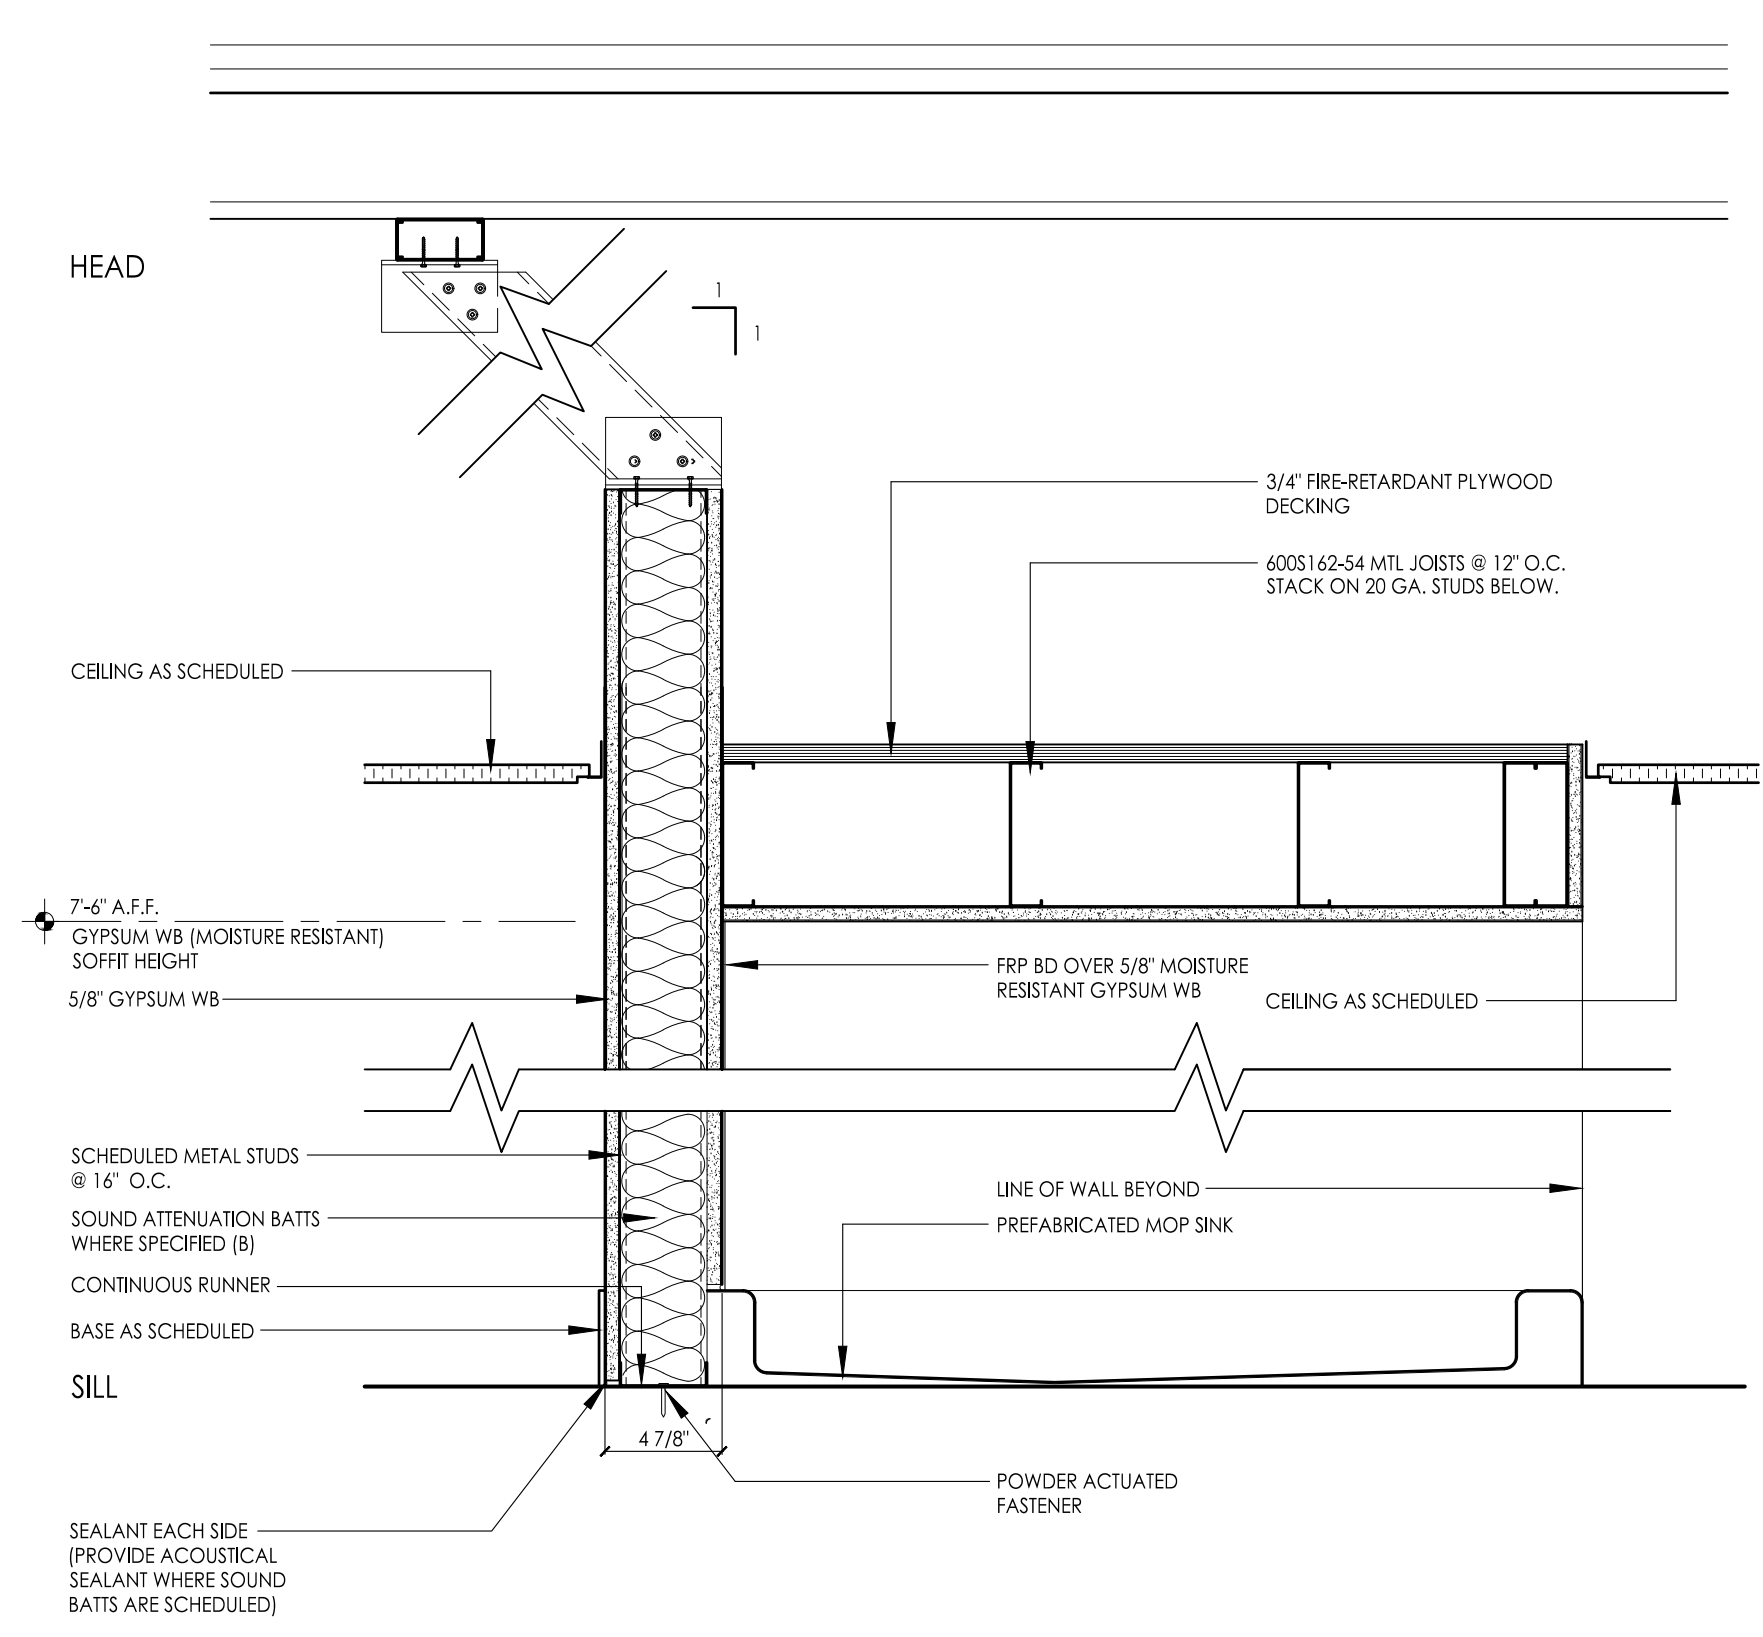 HEAD
1
1
3/4" FIRE-RETARDANT PLYWOOD
DECKING
600S162-54 MTL JOISTS @ 12" O.C.
STACK ON 20 GA. STUDS BELOW.
CEILING AS SCHEDULED
7'-6" A.F.F.
GYPSUM WB (MOISTURE RESISTANT)
SOFFIT HEIGHT
5/8" GYPSUM WB
FRP BD OVER 5/8" MOISTURE
RESISTANT GYPSUM WB
CEILING AS SCHEDULED
SCHEDULED METAL STUDS
@ 16" O.C.
SOUND ATTENUATION BATTS
WHERE SPECIFIED (B)
CONTINUOUS RUNNER
BASE AS SCHEDULED
SILL
LINE OF WALL BEYOND
PREFABRICATED MOP SINK
4 7/8"
POWDER ACTUATED
FASTENER
SEALANT EACH SIDE
(PROVIDE ACOUSTICAL
SEALANT WHERE SOUND
BATTS ARE SCHEDULED)